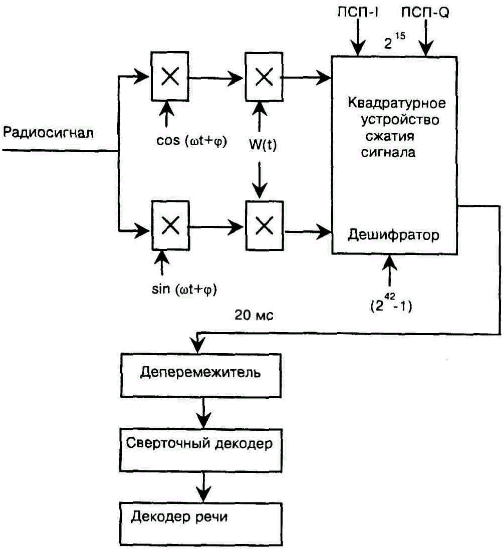 ПСП-I ПСП-Q
2^15
× ×
Квадратурное
устройство
сжатия
сигнала
Радиосигнал
cos (ωt+φ) W(t)
× ×
Дешифратор
sin (ωt+φ)
(2^42-1)
20 мс
Деперемежитель
Сверточный декодер
Декодер речи